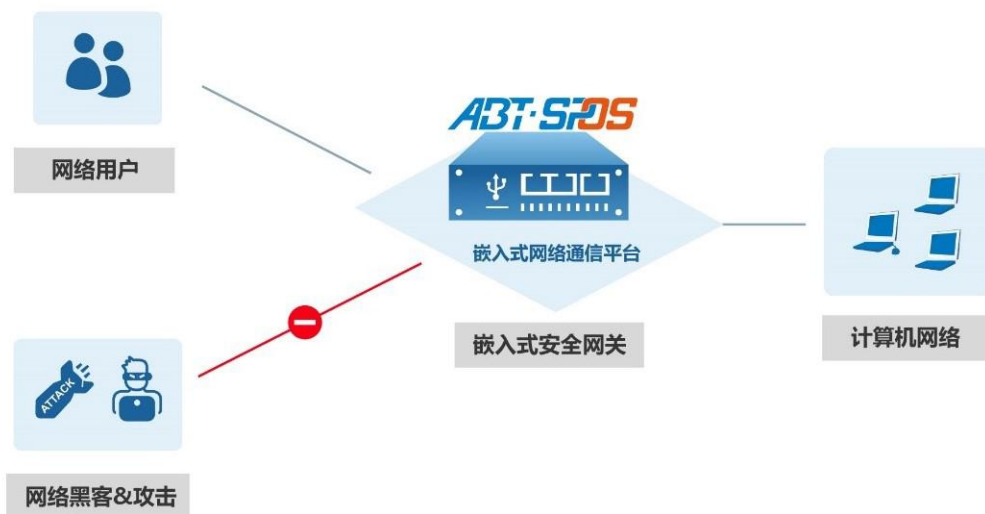 网络用户
ABT·SPOS
嵌入式网络通信平台
嵌入式安全网关
计算机网络
ATTACK
网络黑客&攻击